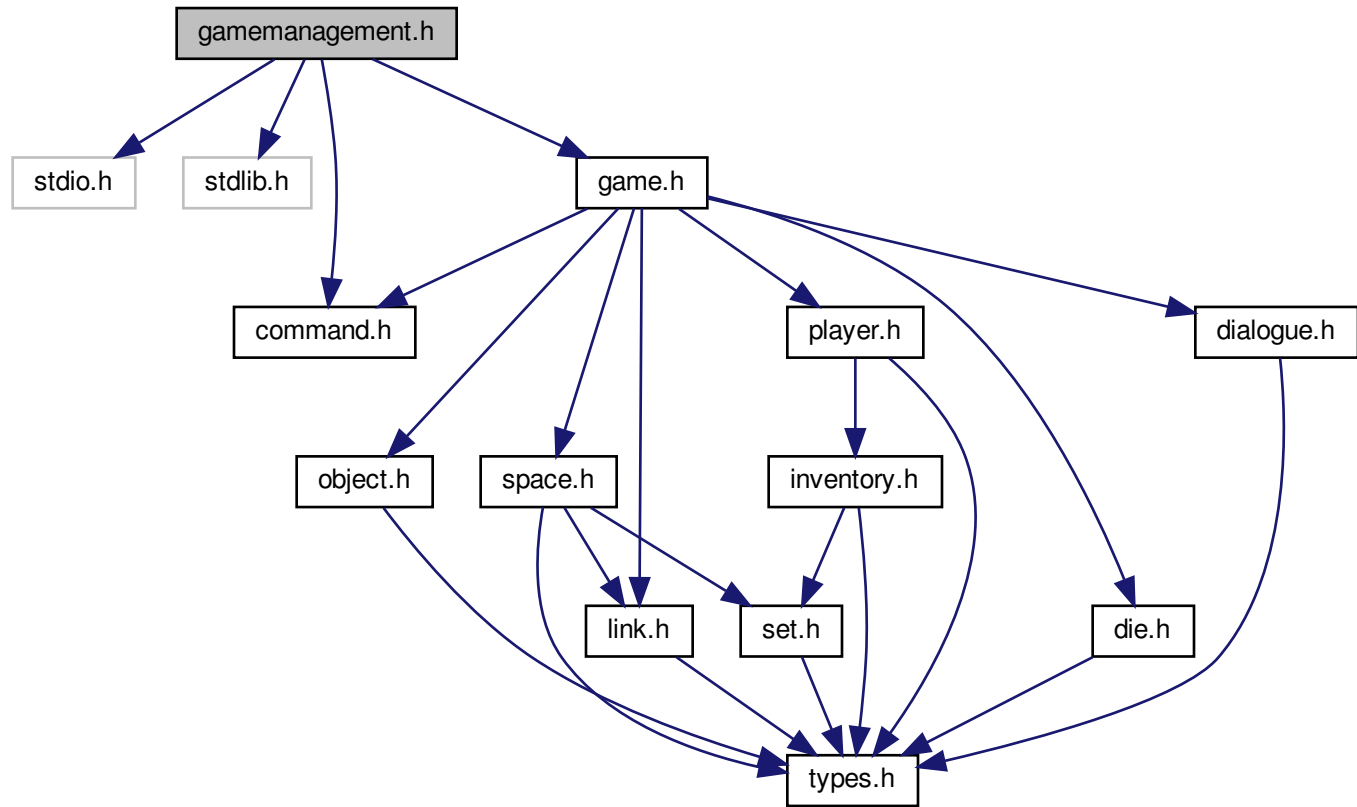 gamemanagement.h
stdio.h
stdlib.h
game.h
command.h
player.h
dialogue.h
object.h
space.h
inventory.h
link.h
set.h
die.h
types.h